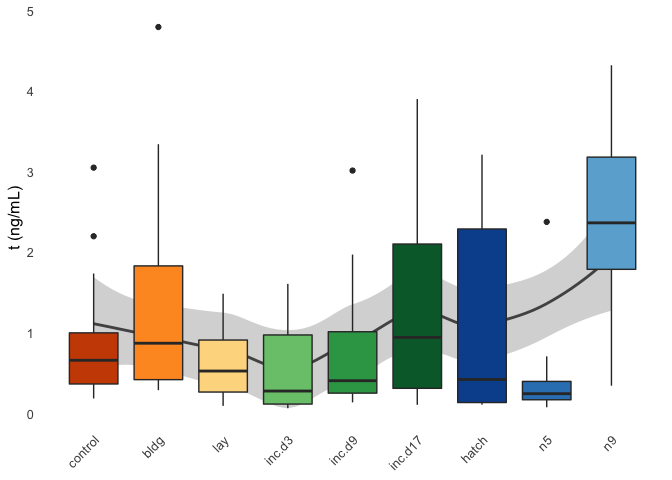 5
4
3
2
1
0
t (ng/mL)
control
bldg
lay
inc.d3
inc.d9
inc.d17
hatch
n5
n9